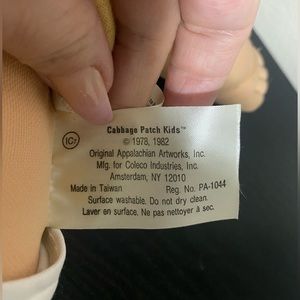 Cabbage Patch Kids™
© 1978, 1982
IC7
Original Appalachian Artworks, Inc.
Mfg. for Coleco Industries, Inc.
Amsterdam, NY 12010
Made in Taiwan Reg. No. PA-1044
Surface washable. Do not dry clean.
Laver en surface. Ne pas nettoyer à sec.